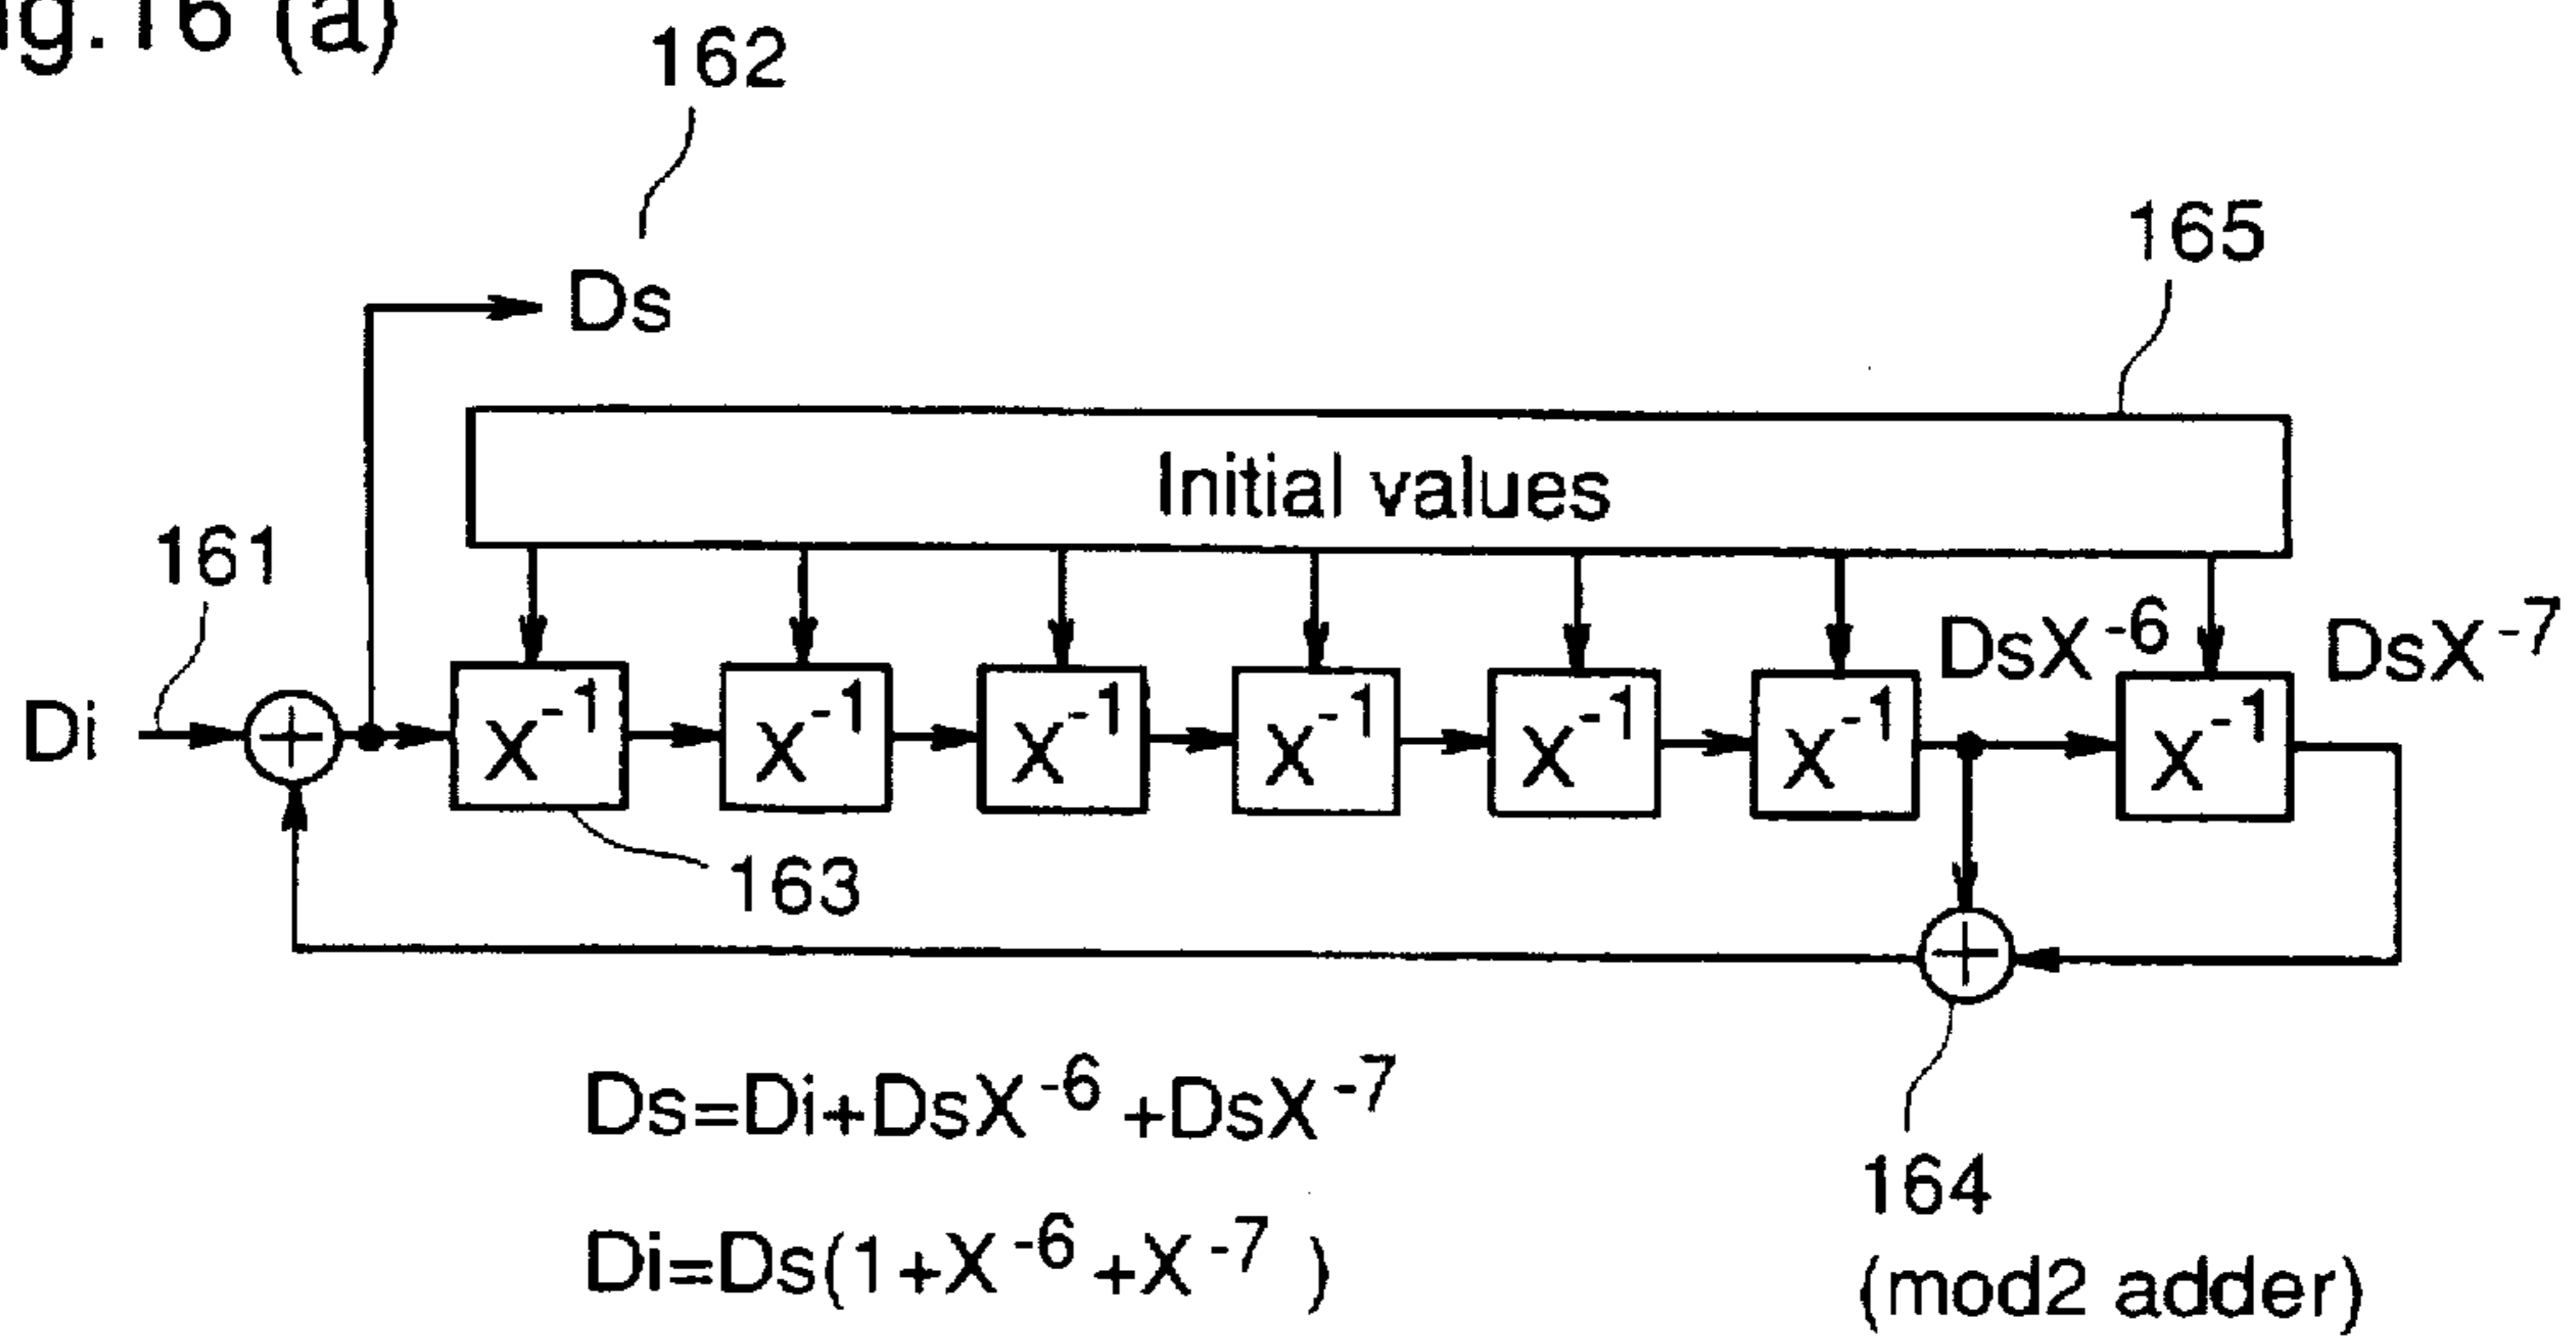 ig.16 (a)
162
Ds
165
Initial values
161
Di
X⁻¹
X⁻¹
X⁻¹
X⁻¹
X⁻¹
X⁻¹
DsX⁻⁶
X⁻¹
DsX⁻⁷
163
Ds=Di+DsX⁻⁶+DsX⁻⁷
164
(mod2 adder)
Di=Ds(1+X⁻⁶+X⁻⁷)